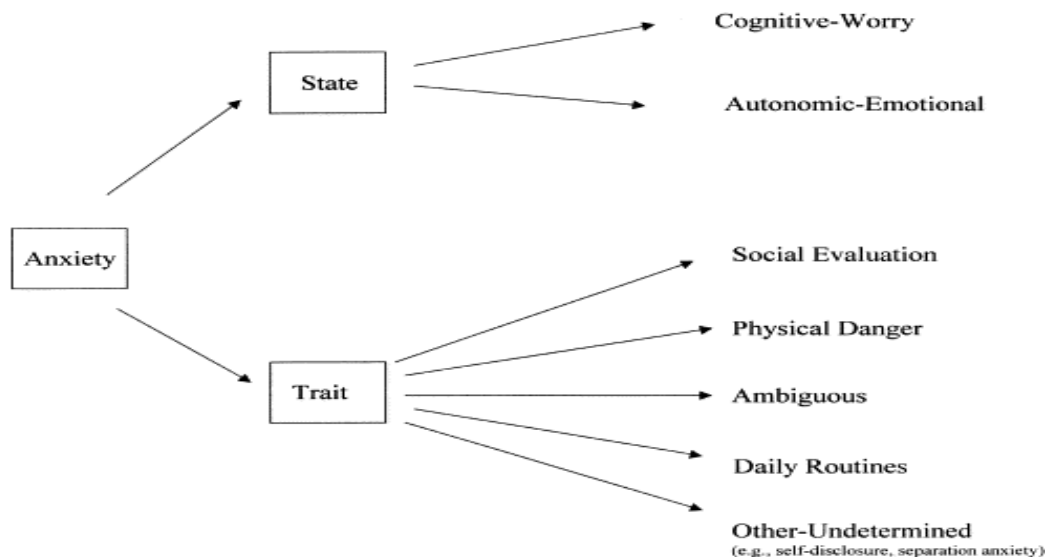 Cognitive-Worry
State
Autonomic-Emotional
Anxiety
Social Evaluation
Physical Danger
Trait
Ambiguous
Daily Routines
Other-Undetermined
(e.g., self-disclosure, separation anxiety)